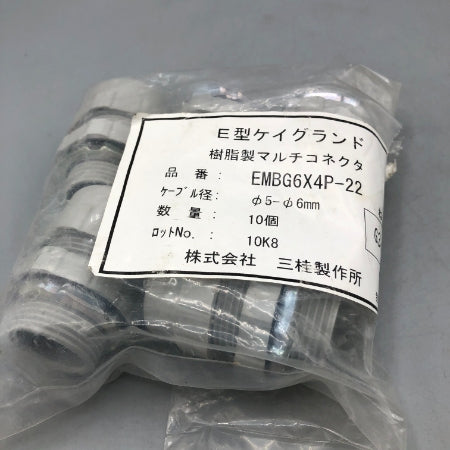 E型ケイグランド
樹脂製マルチコネクタ
品番: EMBG6X4P-22
ｹｰﾌﾞﾙ径: φ5-φ6mm
数量: 10個
ﾛｯﾄNo. : 10K8
株式会社 三桂製作所